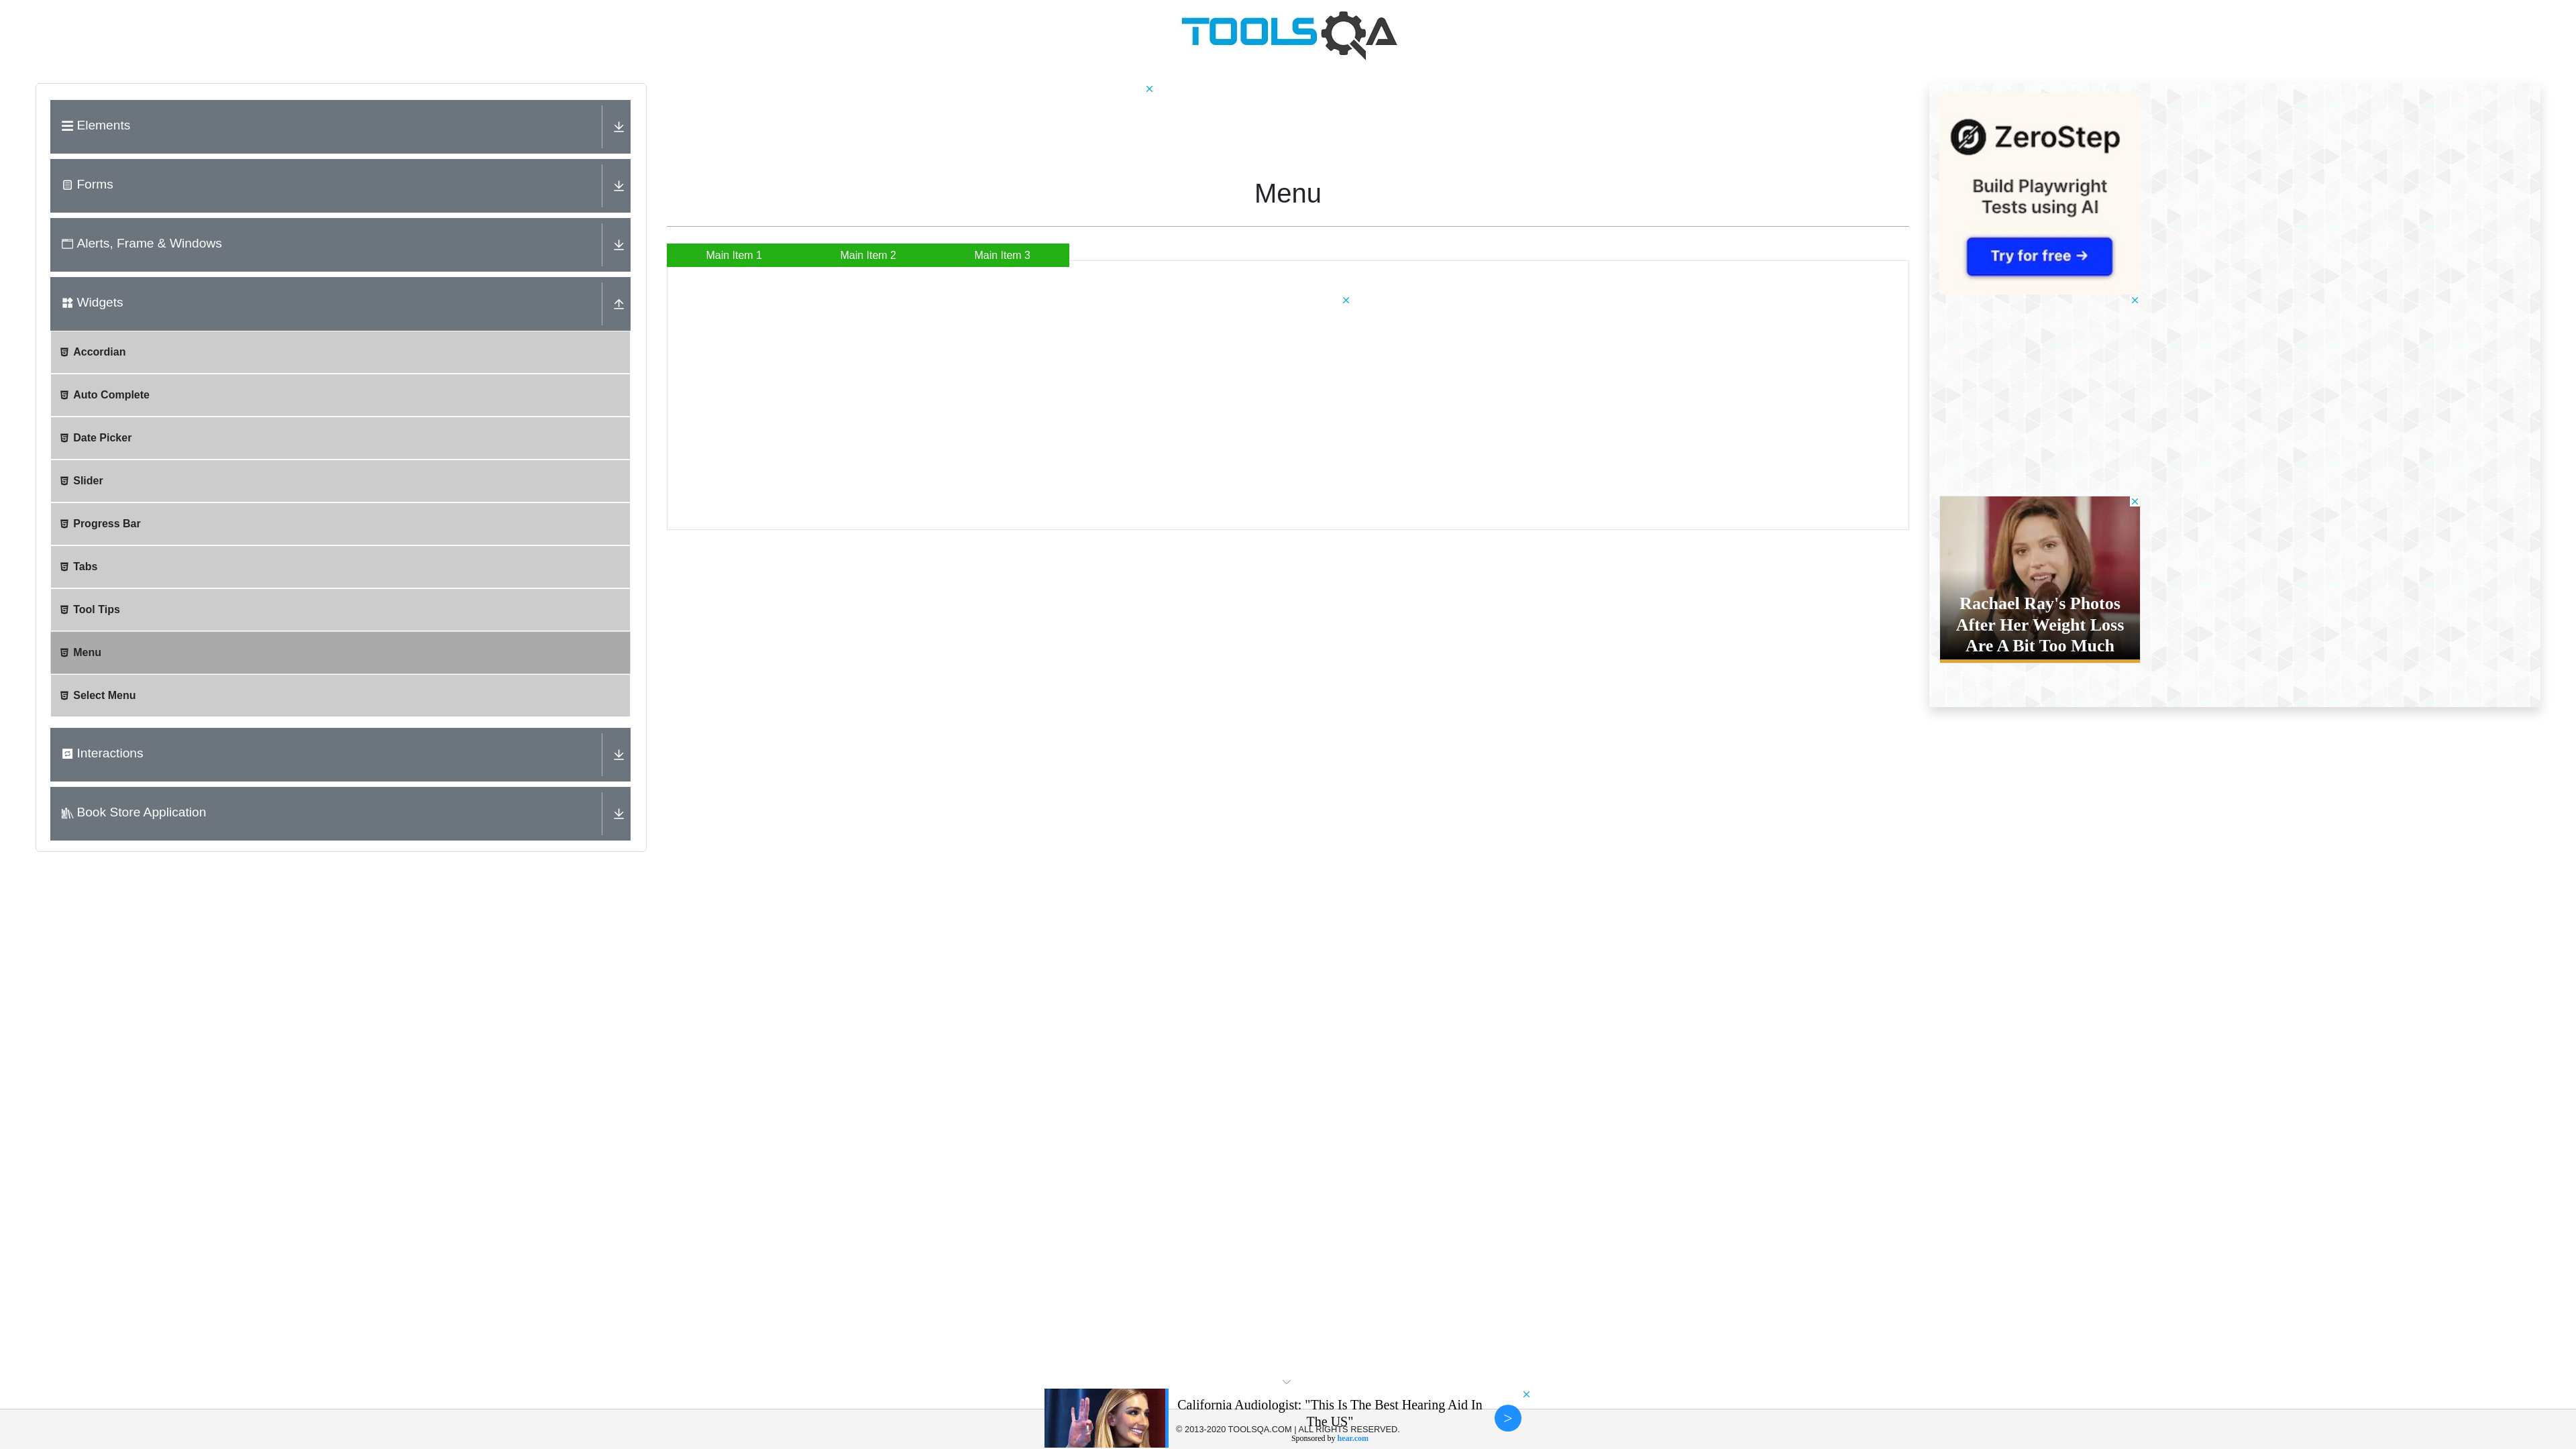 TOOLSQA
Elements
Forms
Alerts, Frame & Windows
Widgets
Accordian
Auto Complete
Date Picker
Slider
Progress Bar
Tabs
Tool Tips
Menu
Select Menu
Interactions
Book Store Application
Menu
Main Item 1
Main Item 2
Main Item 3
ZeroStep
Build Playwright
Tests using AI
Try for free →
Rachael Ray's Photos
After Her Weight Loss
Are A Bit Too Much
California Audiologist: "This Is The Best Hearing Aid In
The US"
© 2013-2020 TOOLSQA.COM | ALL RIGHTS RESERVED.
Sponsored by hear.com